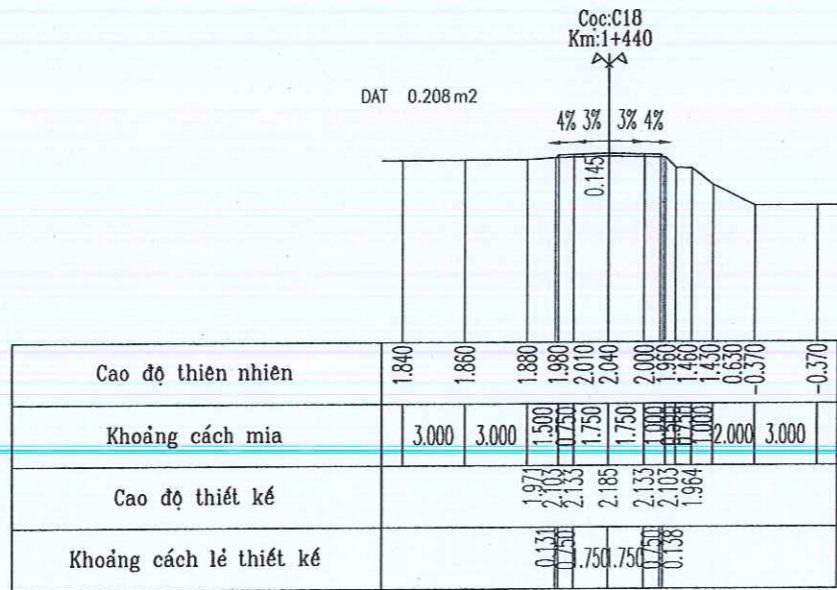 Cọc:C18
Km:1+440
DAT 0.208 m2
4% 3% 3% 4%
0.145
Cao độ thiên nhiên 1.840 1.860 1.880 1.980 2.010 2.040 2.000 1.960 1.460 1.430 0.630 -0.370 -0.370
Khoảng cách mia 3.000 3.000 1.500 0.750 1.750 1.750 1.000 1.000 2.000 3.000
Cao độ thiết kế 1.971 2.103 2.133 2.185 2.133 2.103 1.964
Khoảng cách lẻ thiết kế 0.131 0.750 1.750 1.750 0.750 0.138